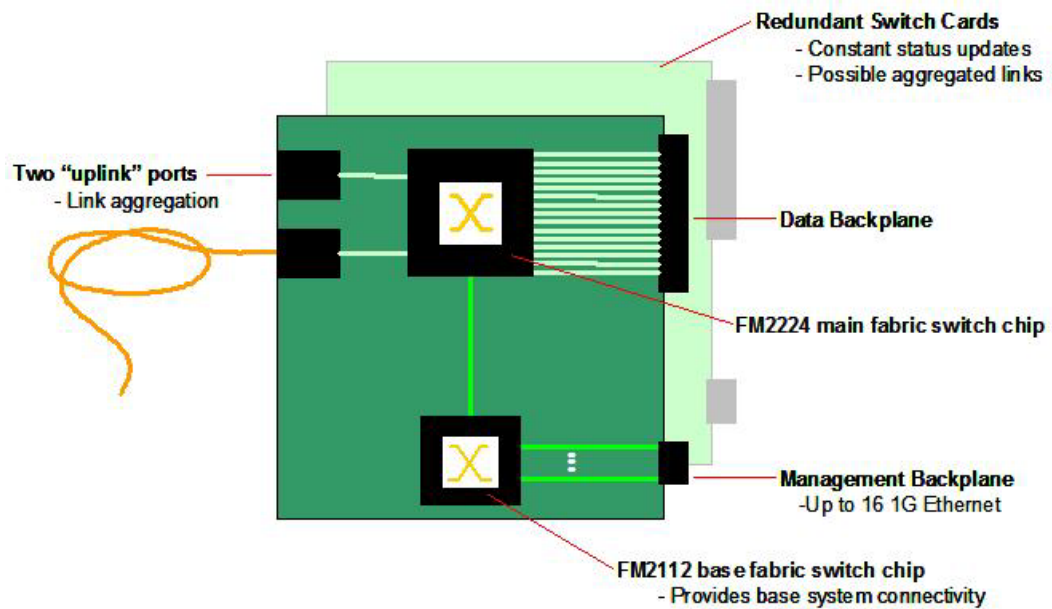 Redundant Switch Cards
- Constant status updates
- Possible aggregated links
Two “uplink” ports
- Link aggregation
Data Backplane
FM2224 main fabric switch chip
Management Backplane
-Up to 16 1G Ethernet
FM2112 base fabric switch chip
- Provides base system connectivity